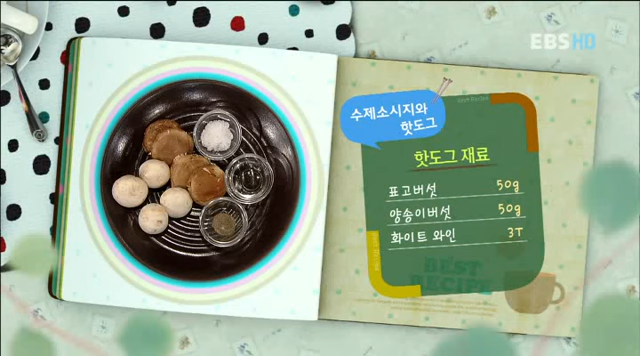 EBS HD
수제소시지와
핫도그
핫도그 재료
표고버섯 50g
양송이버섯 50g
화이트 와인 3T
BEST
RECIPE